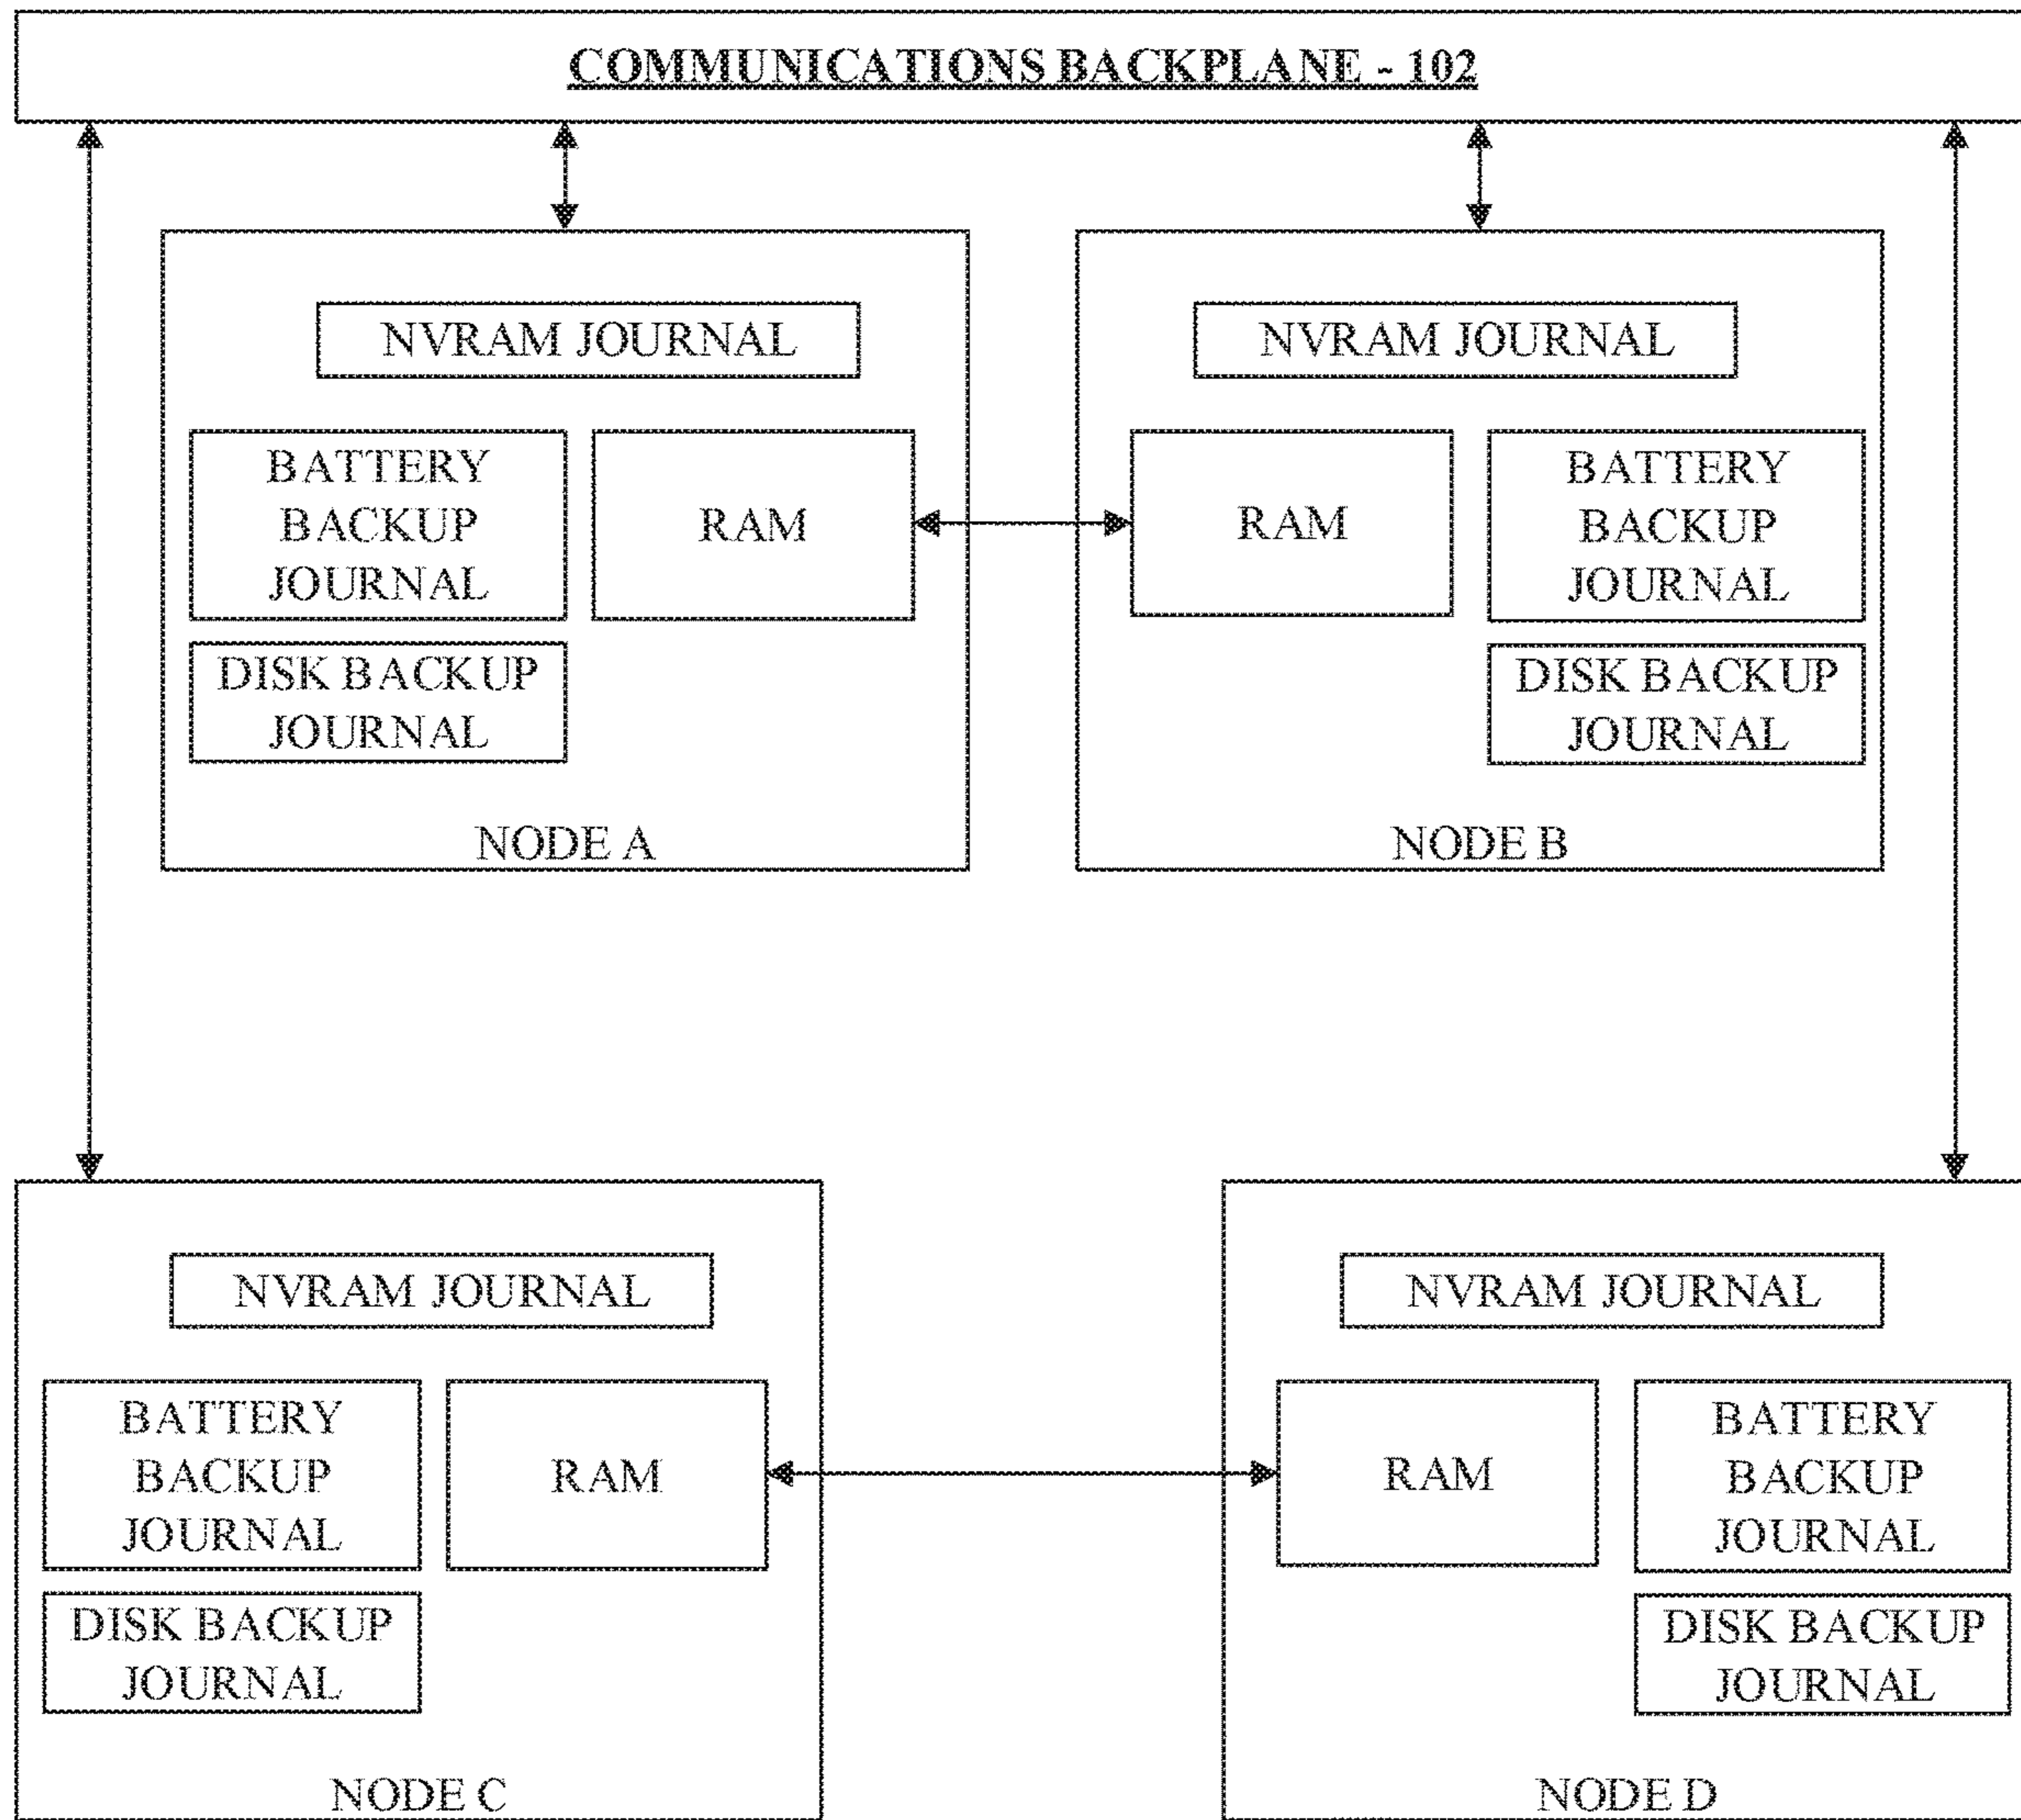 COMMUNICATIONS BACKPLANE - 102
NVRAM JOURNAL
BATTERY
BACKUP
JOURNAL
RAM
DISK BACKUP
JOURNAL
NODE A
NVRAM JOURNAL
RAM
BATTERY
BACKUP
JOURNAL
DISK BACKUP
JOURNAL
NODE B
NVRAM JOURNAL
BATTERY
BACKUP
JOURNAL
RAM
DISK BACKUP
JOURNAL
NODE C
NVRAM JOURNAL
RAM
BATTERY
BACKUP
JOURNAL
DISK BACKUP
JOURNAL
NODE D